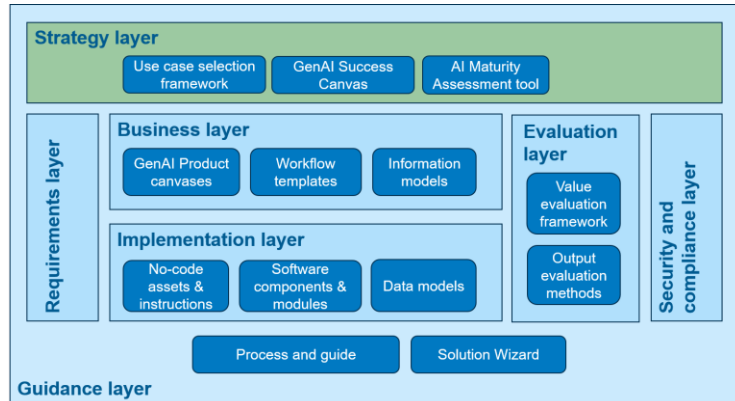 Strategy layer
Use case selection
framework
GenAI Success
Canvas
AI Maturity
Assessment tool
Requirements layer
Business layer
GenAI Product
canvases
Workflow
templates
Information
models
Implementation layer
No-code
assets &
instructions
Software
components &
modules
Data models
Evaluation
layer
Value
evaluation
framework
Output
evaluation
methods
Security and
compliance layer
Process and guide
Solution Wizard
Guidance layer